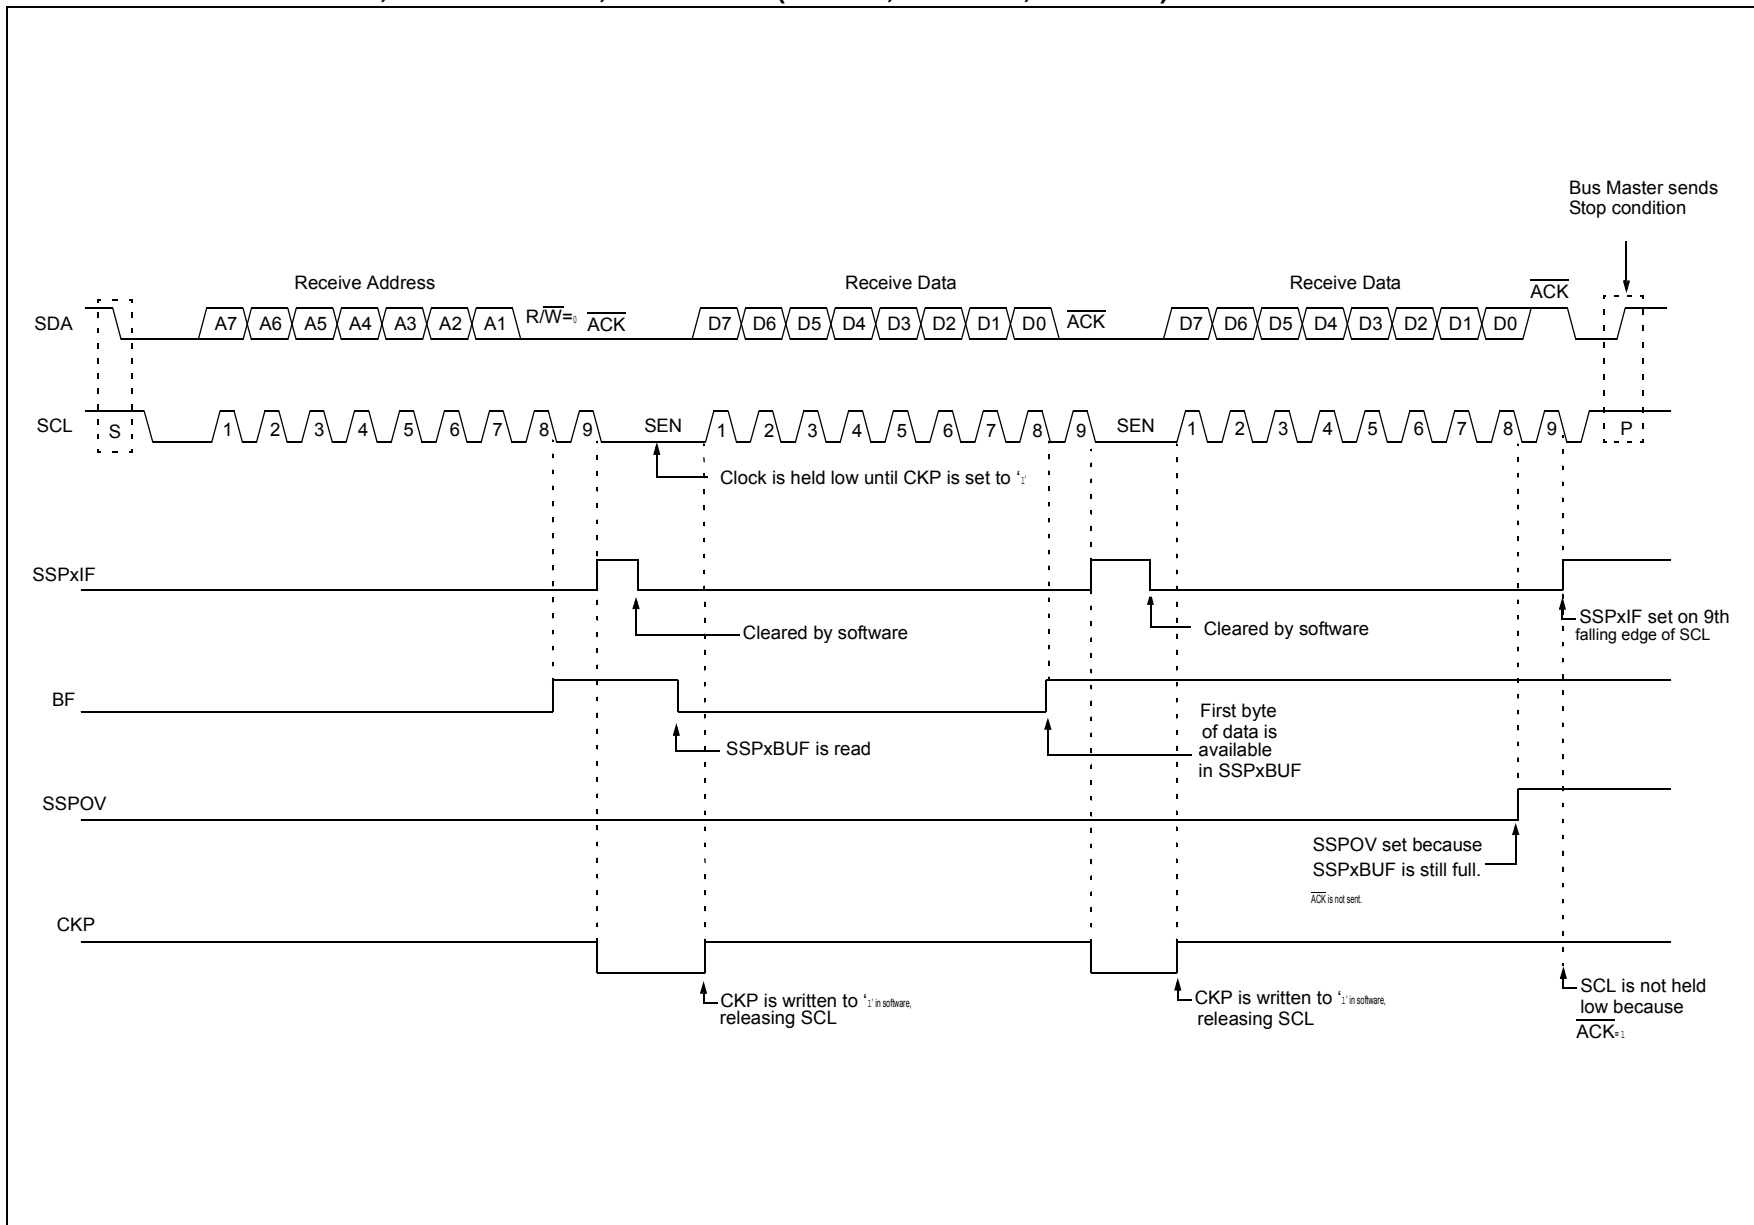 Bus Master sends
Stop condition
Receive Address
Receive Data
Receive Data
ACK
SDA
A7 A6 A5 A4 A3 A2 A1 R/W=0 ACK
D7 D6 D5 D4 D3 D2 D1 D0 ACK
D7 D6 D5 D4 D3 D2 D1 D0
SCL
S
1 2 3 4 5 6 7 8 9 SEN
1 2 3 4 5 6 7 8 9 SEN
1 2 3 4 5 6 7 8 9
P
Clock is held low until CKP is set to ‘1’
SSPxIF
Cleared by software
Cleared by software
SSPxIF set on 9th
falling edge of SCL
BF
SSPxBUF is read
First byte
of data is
available
in SSPxBUF
SSPOV
SSPOV set because
SSPxBUF is still full.
ACK is not sent.
CKP
CKP is written to ‘1’ in software,
releasing SCL
CKP is written to ‘1’ in software,
releasing SCL
SCL is not held
low because
ACK=1